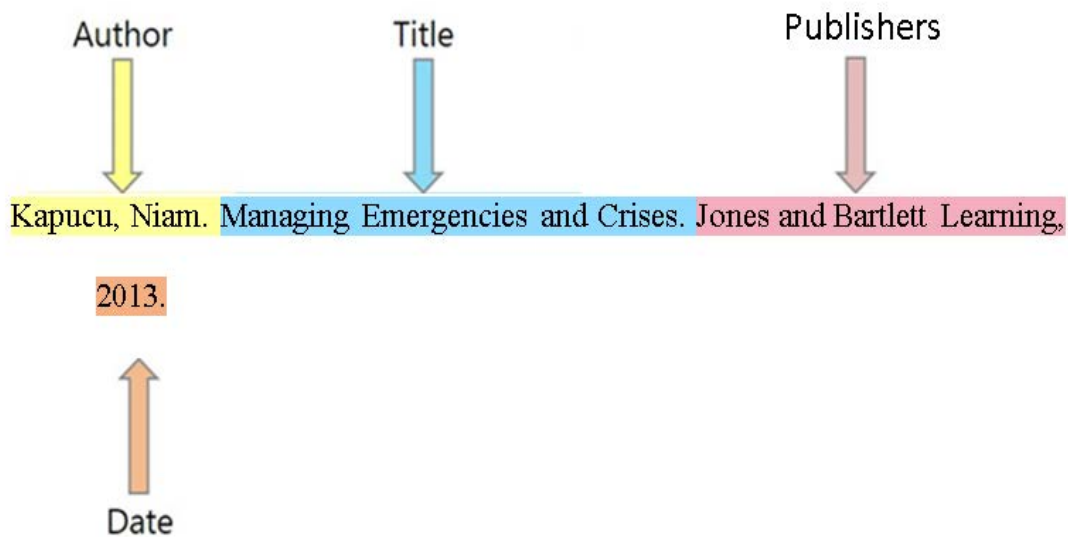 Author Title Publishers
Kapucu, Niam. Managing Emergencies and Crises. Jones and Bartlett Learning,
2013.
Date